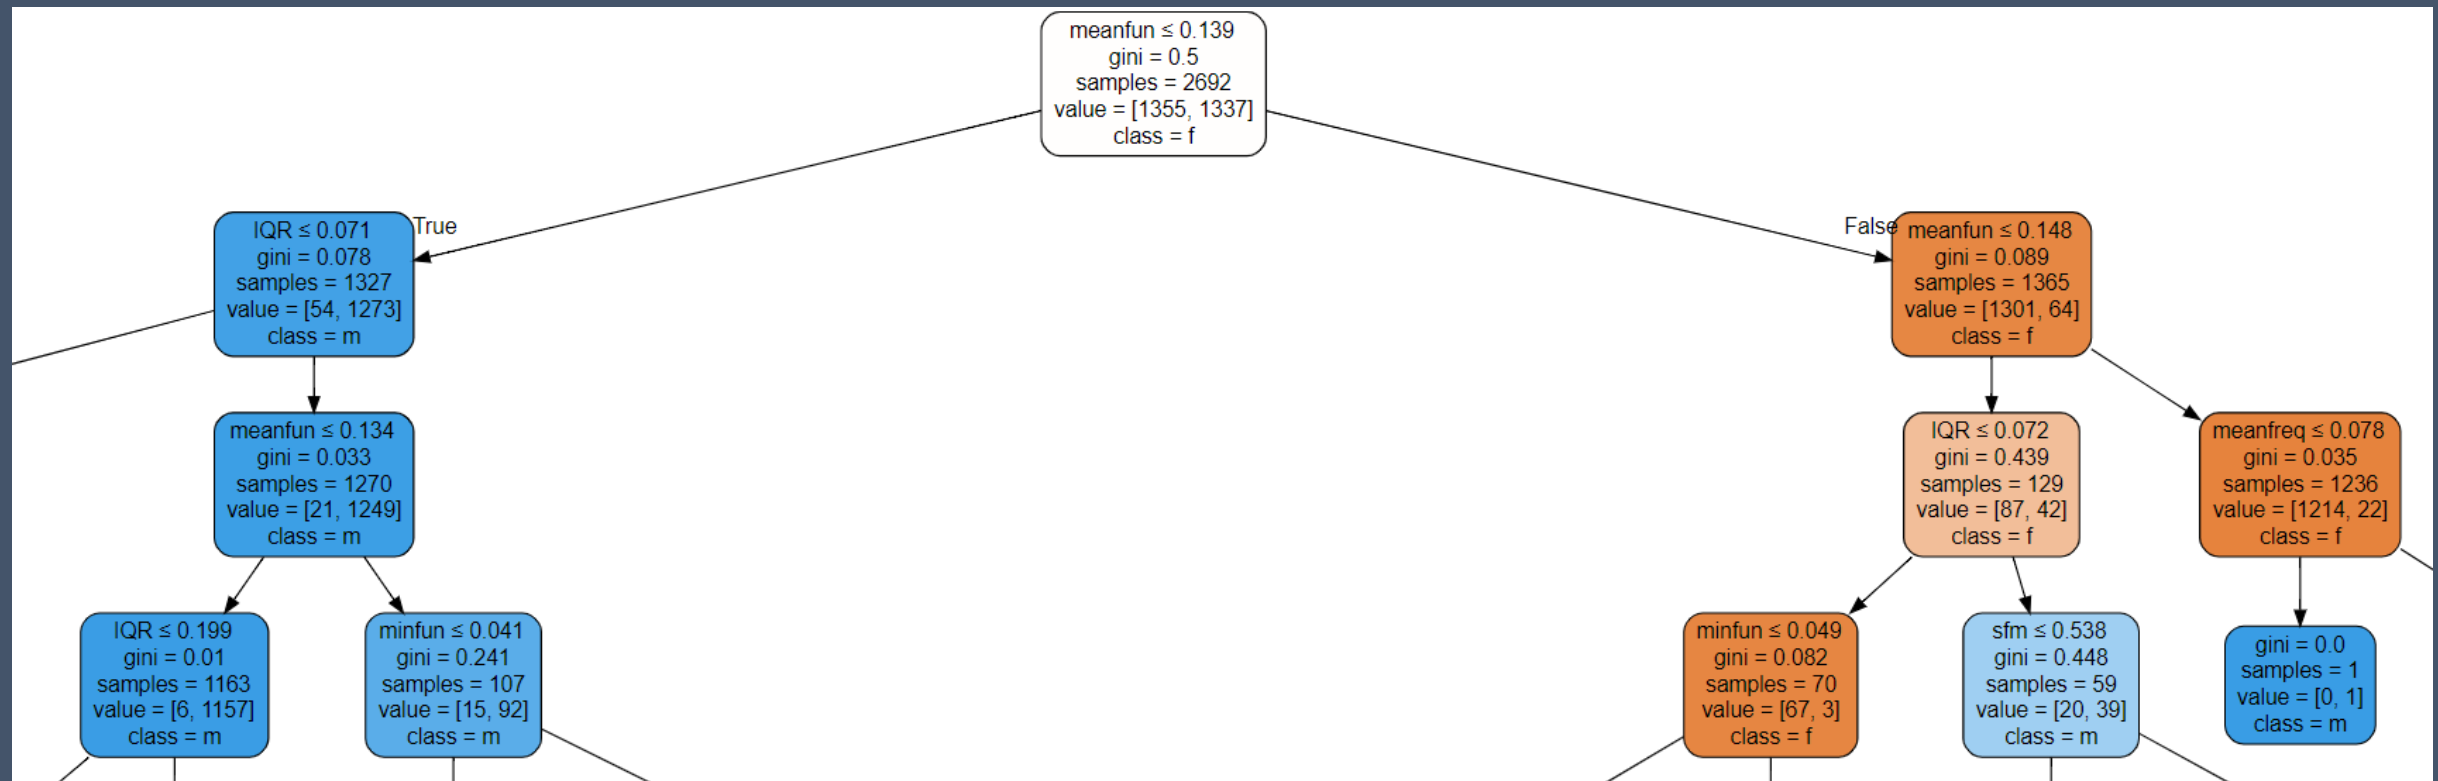 meanfun ≤ 0.139
gini = 0.5
samples = 2692
value = [1355, 1337]
class = f
True
False
IQR ≤ 0.071
gini = 0.078
samples = 1327
value = [54, 1273]
class = m
meanfun ≤ 0.148
gini = 0.089
samples = 1365
value = [1301, 64]
class = f
meanfun ≤ 0.134
gini = 0.033
samples = 1270
value = [21, 1249]
class = m
IQR ≤ 0.072
gini = 0.439
samples = 129
value = [87, 42]
class = f
meanfreq ≤ 0.078
gini = 0.035
samples = 1236
value = [1214, 22]
class = f
IQR ≤ 0.199
gini = 0.01
samples = 1163
value = [6, 1157]
class = m
minfun ≤ 0.041
gini = 0.241
samples = 107
value = [15, 92]
class = m
minfun ≤ 0.049
gini = 0.082
samples = 70
value = [67, 3]
class = f
sfm ≤ 0.538
gini = 0.448
samples = 59
value = [20, 39]
class = m
gini = 0.0
samples = 1
value = [0, 1]
class = m